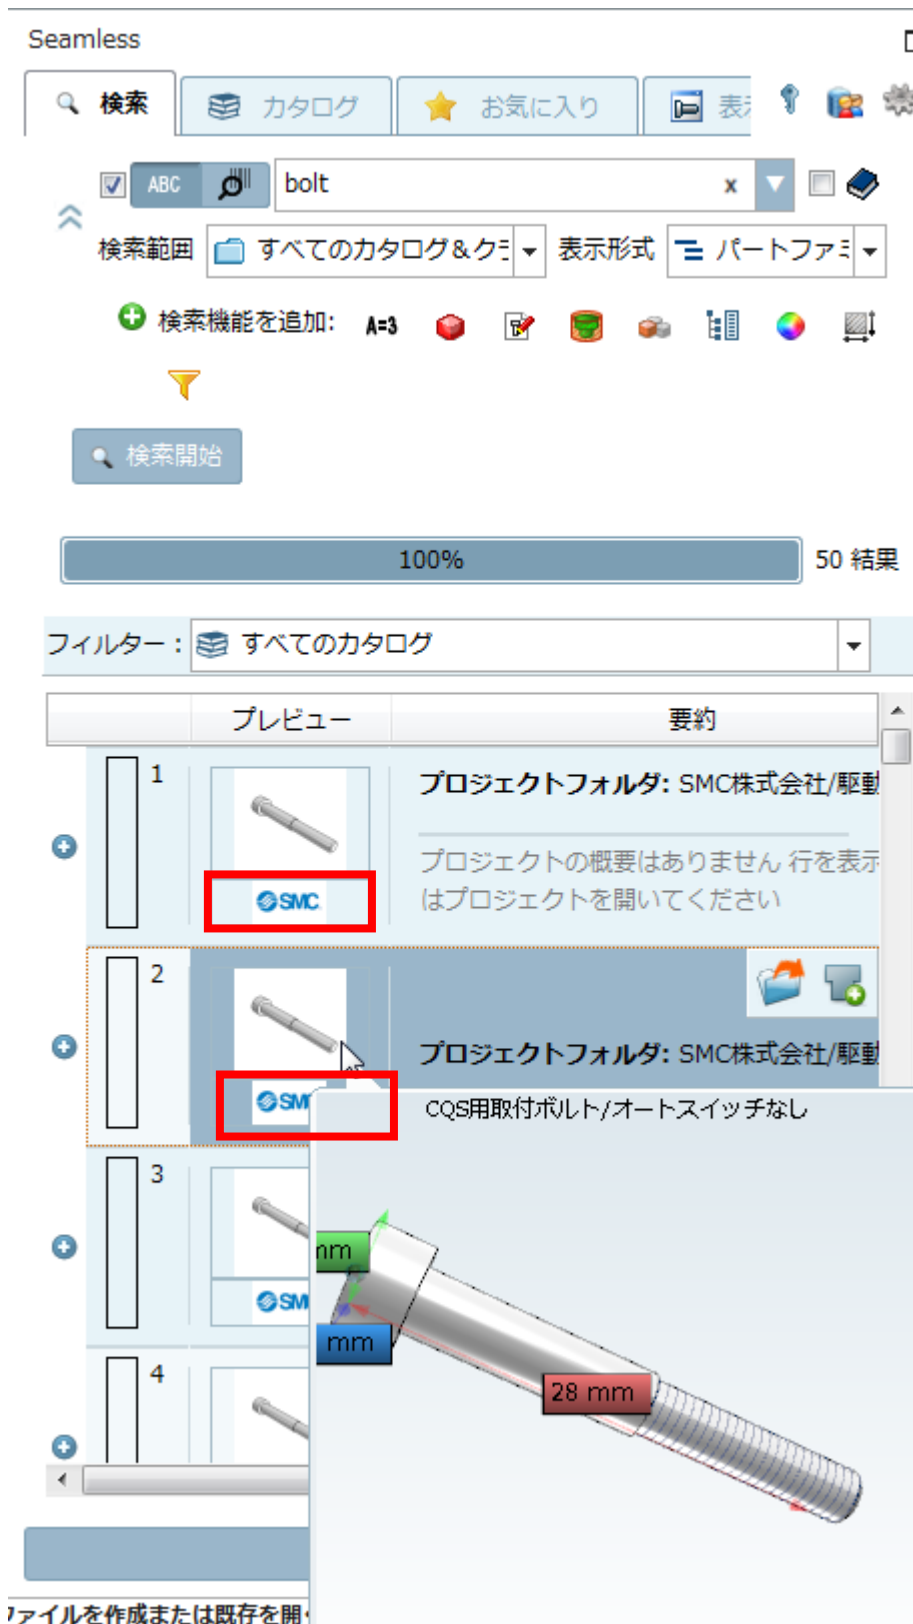 Seamless
検索 カタログ お気に入り 表
ABC bolt x
検索範囲 すべてのカタログ&ク 表示形式 パートファミ
検索機能を追加: A=3
検索開始
100% 50 結果
フィルター : すべてのカタログ
プレビュー 要約
1
プロジェクトフォルダ: SMC株式会社/駆動
プロジェクトの概要はありません 行を表示
はプロジェクトを開いてください
SMC
2
プロジェクトフォルダ: SMC株式会社/駆動
SM
CQS用取付ボルト/オートスイッチなし
3
mm
SM
mm
4
28 mm
ファイルを作成または既存を開